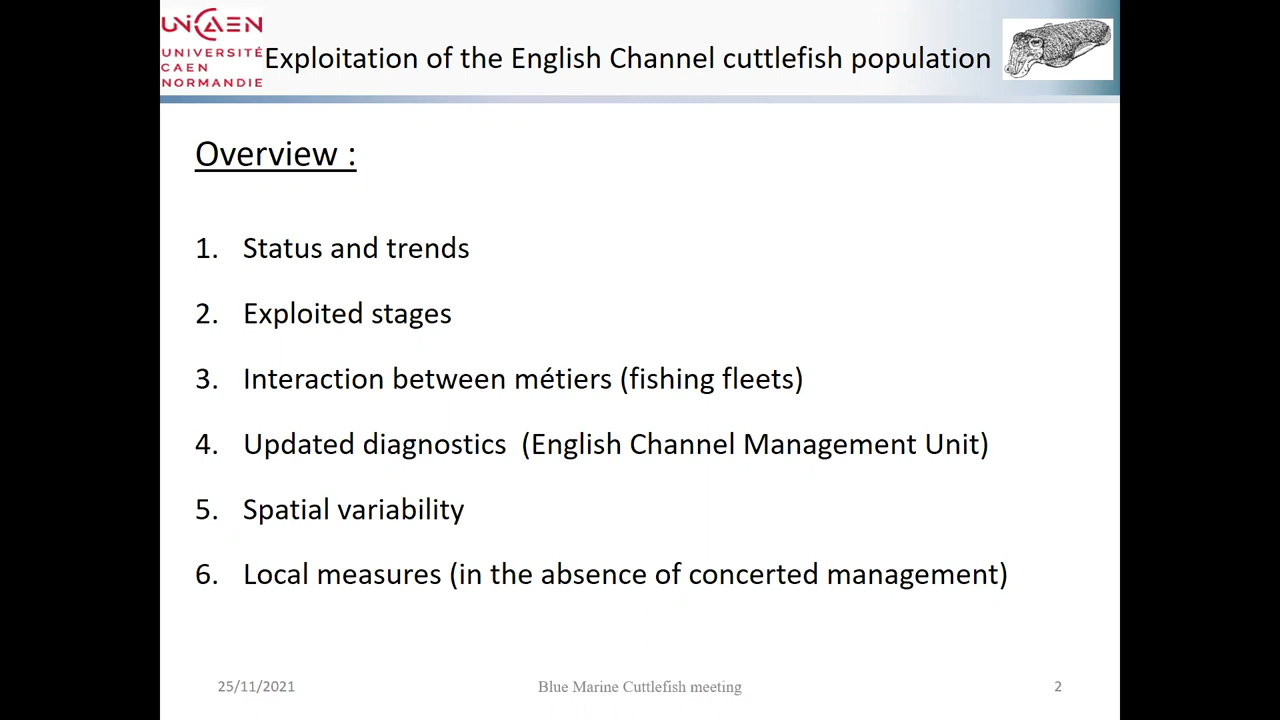 UNICAEN
UNIVERSITÉ
CAEN
NORMANDIE
Exploitation of the English Channel cuttlefish population
Overview :
1. Status and trends
2. Exploited stages
3. Interaction between métiers (fishing fleets)
4. Updated diagnostics (English Channel Management Unit)
5. Spatial variability
6. Local measures (in the absence of concerted management)
25/11/2021
Blue Marine Cuttlefish meeting
2